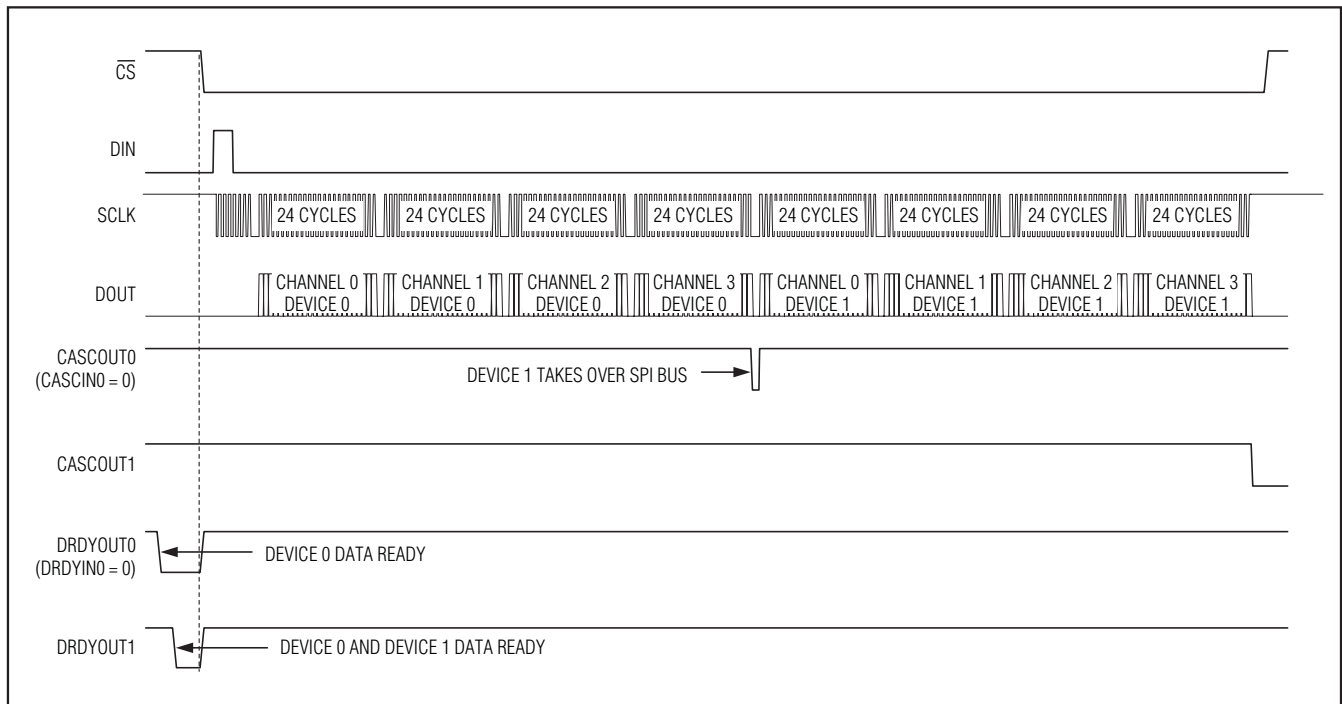 CS
DIN
SCLK
24 CYCLES 24 CYCLES 24 CYCLES 24 CYCLES 24 CYCLES 24 CYCLES 24 CYCLES 24 CYCLES
DOUT
CHANNEL 0 CHANNEL 1 CHANNEL 2 CHANNEL 3 CHANNEL 0 CHANNEL 1 CHANNEL 2 CHANNEL 3
DEVICE 0 DEVICE 0 DEVICE 0 DEVICE 0 DEVICE 1 DEVICE 1 DEVICE 1 DEVICE 1
CASCOUT0
(CASCIN0 = 0)
DEVICE 1 TAKES OVER SPI BUS
CASCOUT1
DRDYOUT0
(DRDYIN0 = 0)
DEVICE 0 DATA READY
DRDYOUT1
DEVICE 0 AND DEVICE 1 DATA READY